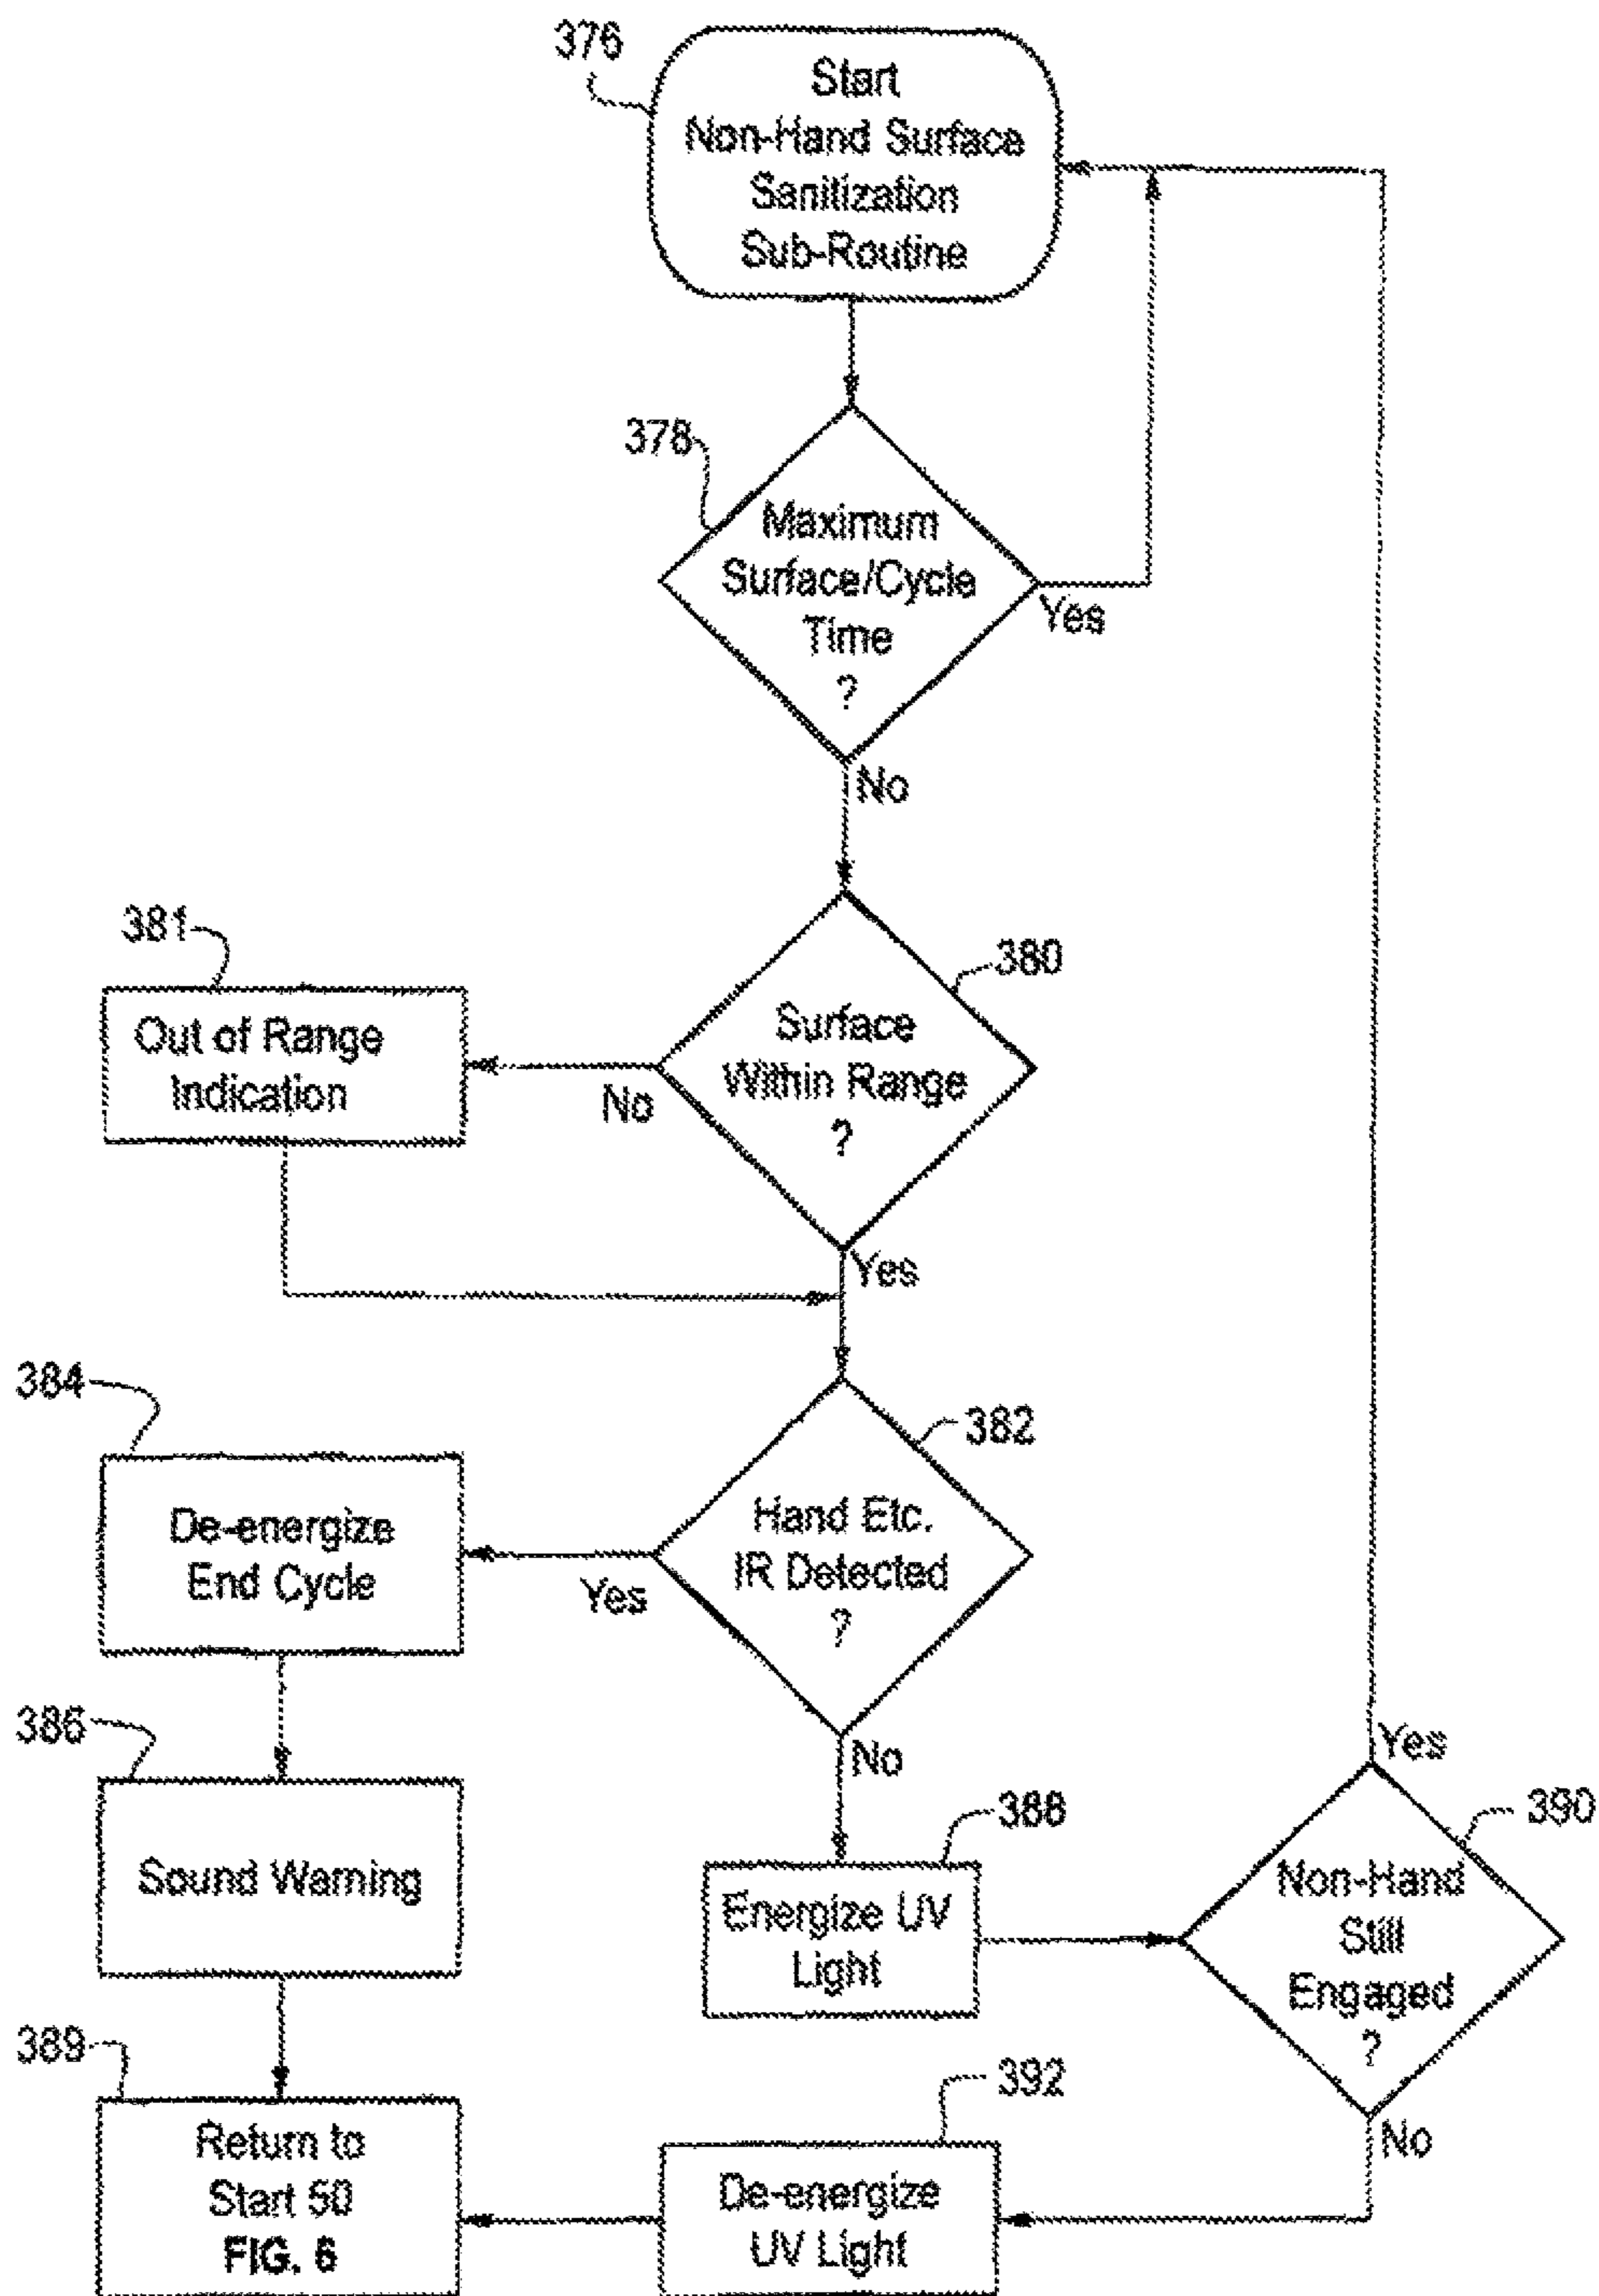 376
Start
Non-Hand Surface
Sanitization
Sub-Routine
378
Maximum
Surface/Cycle
Time
?
Yes
No
381
Out of Range
Indication
380
Surface
Within Range
?
No
Yes
384
De-energize
End Cycle
382
Hand Etc.
IR Detected
?
Yes
No
386
Sound Warning
388
Energize UV
Light
Yes
390
Non-Hand
Still
Engaged
?
No
389
Return to
Start 50
FIG. 6
392
De-energize
UV Light